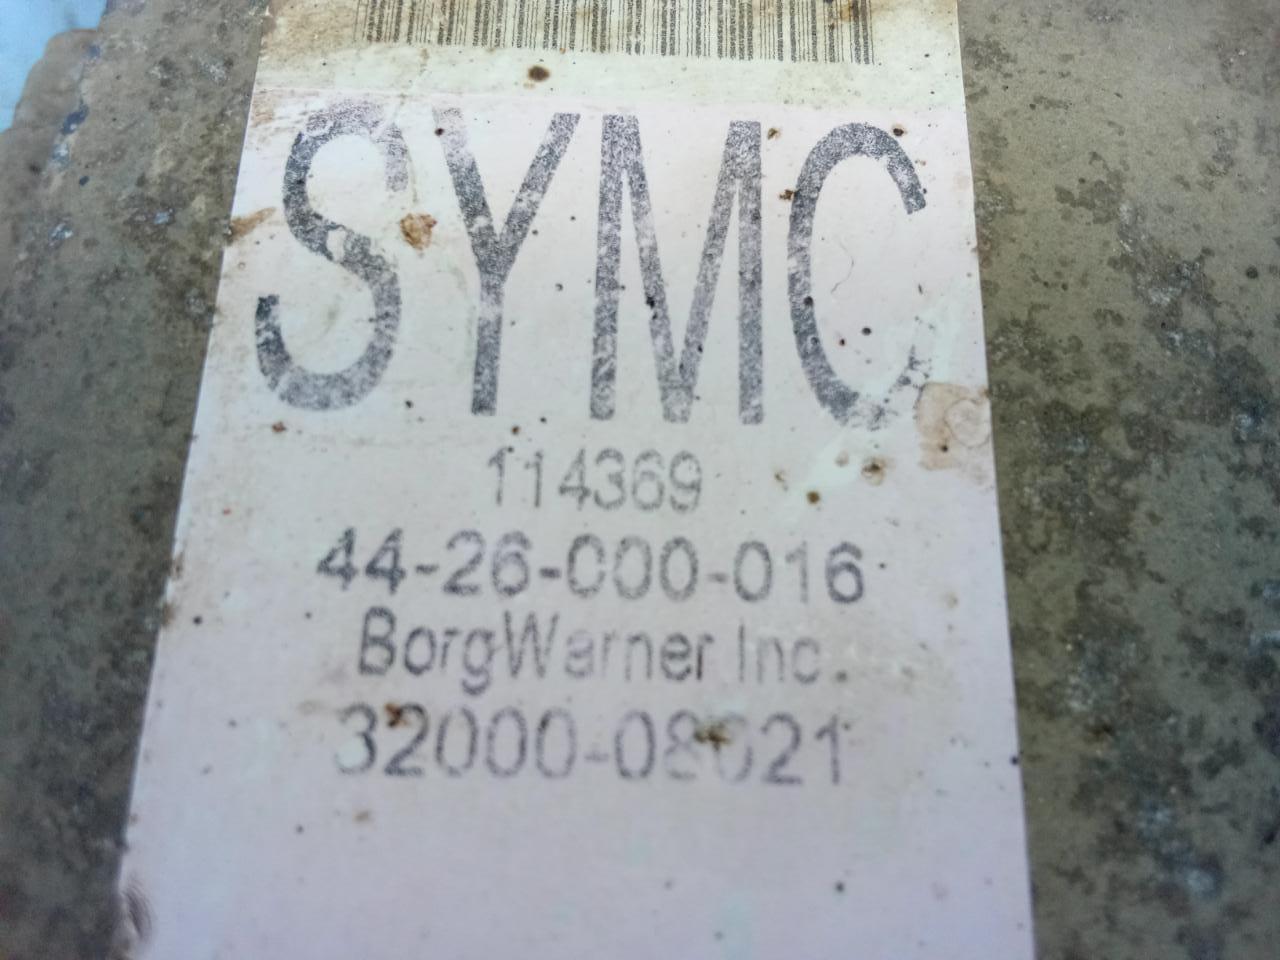 SYMC
114369
44-26-000-016
BorgWarner Inc.
32000-08021